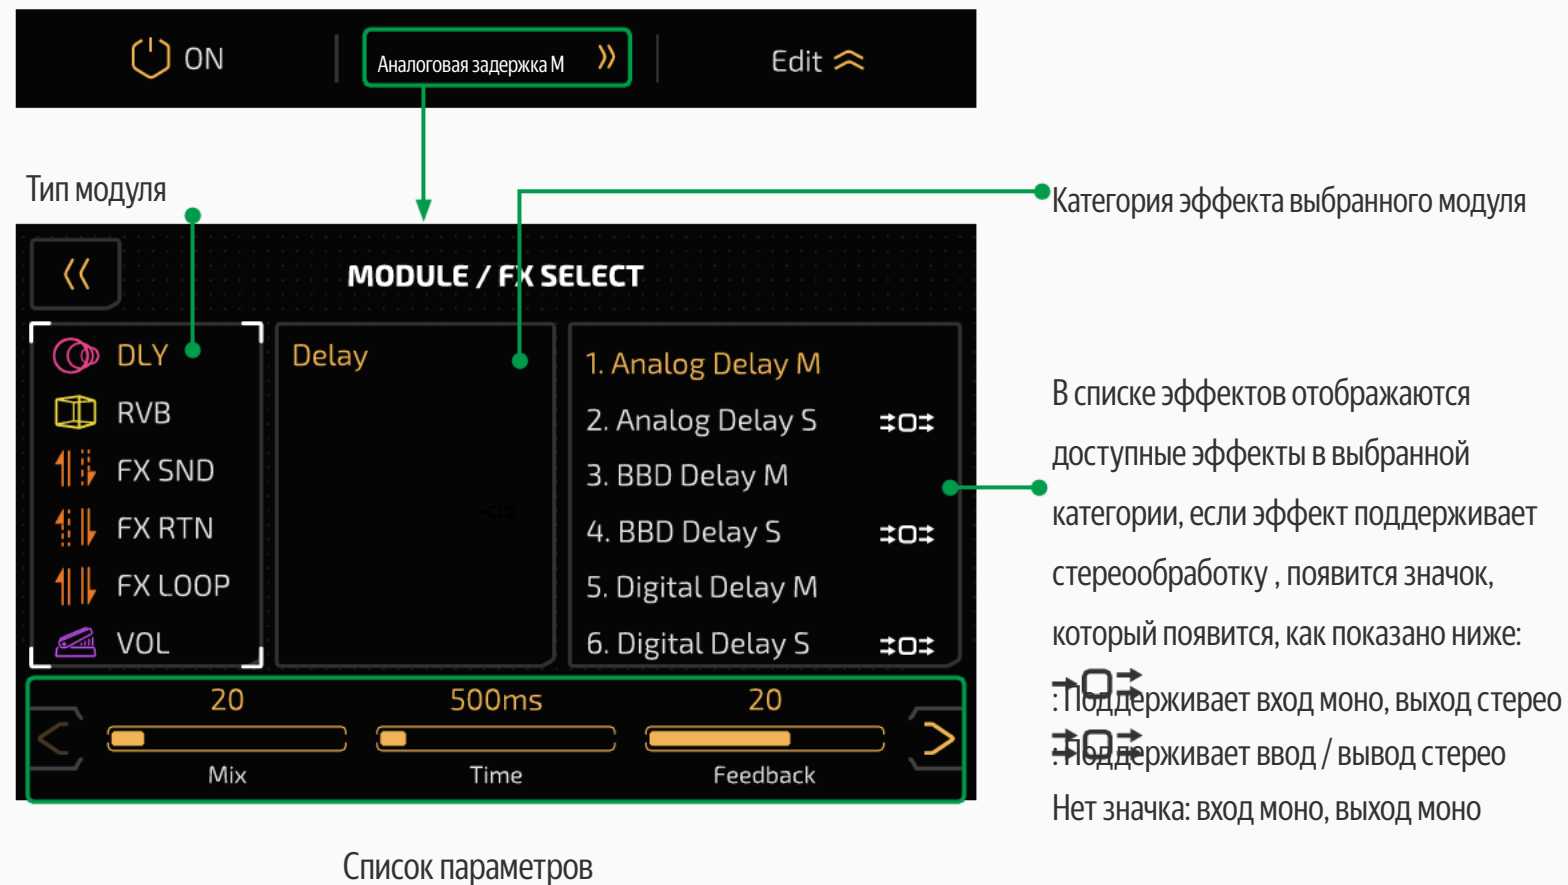 ON
Аналоговая задержка М
Edit
Тип модуля
Категория эффекта выбранного модуля
MODULE / FX SELECT
DLY
RVB
FX SND
FX RTN
FX LOOP
VOL
Delay
1. Analog Delay M
2. Analog Delay S
3. BBD Delay M
4. BBD Delay S
5. Digital Delay M
6. Digital Delay S
В списке эффектов отображаются
доступные эффекты в выбранной
категории, если эффект поддерживает
стереообработку , появится значок,
который появится, как показано ниже:
: Поддерживает вход моно, выход стерео
: Поддерживает ввод / вывод стерео
Нет значка: вход моно, выход моно
20
500ms
20
Mix
Time
Feedback
Список параметров